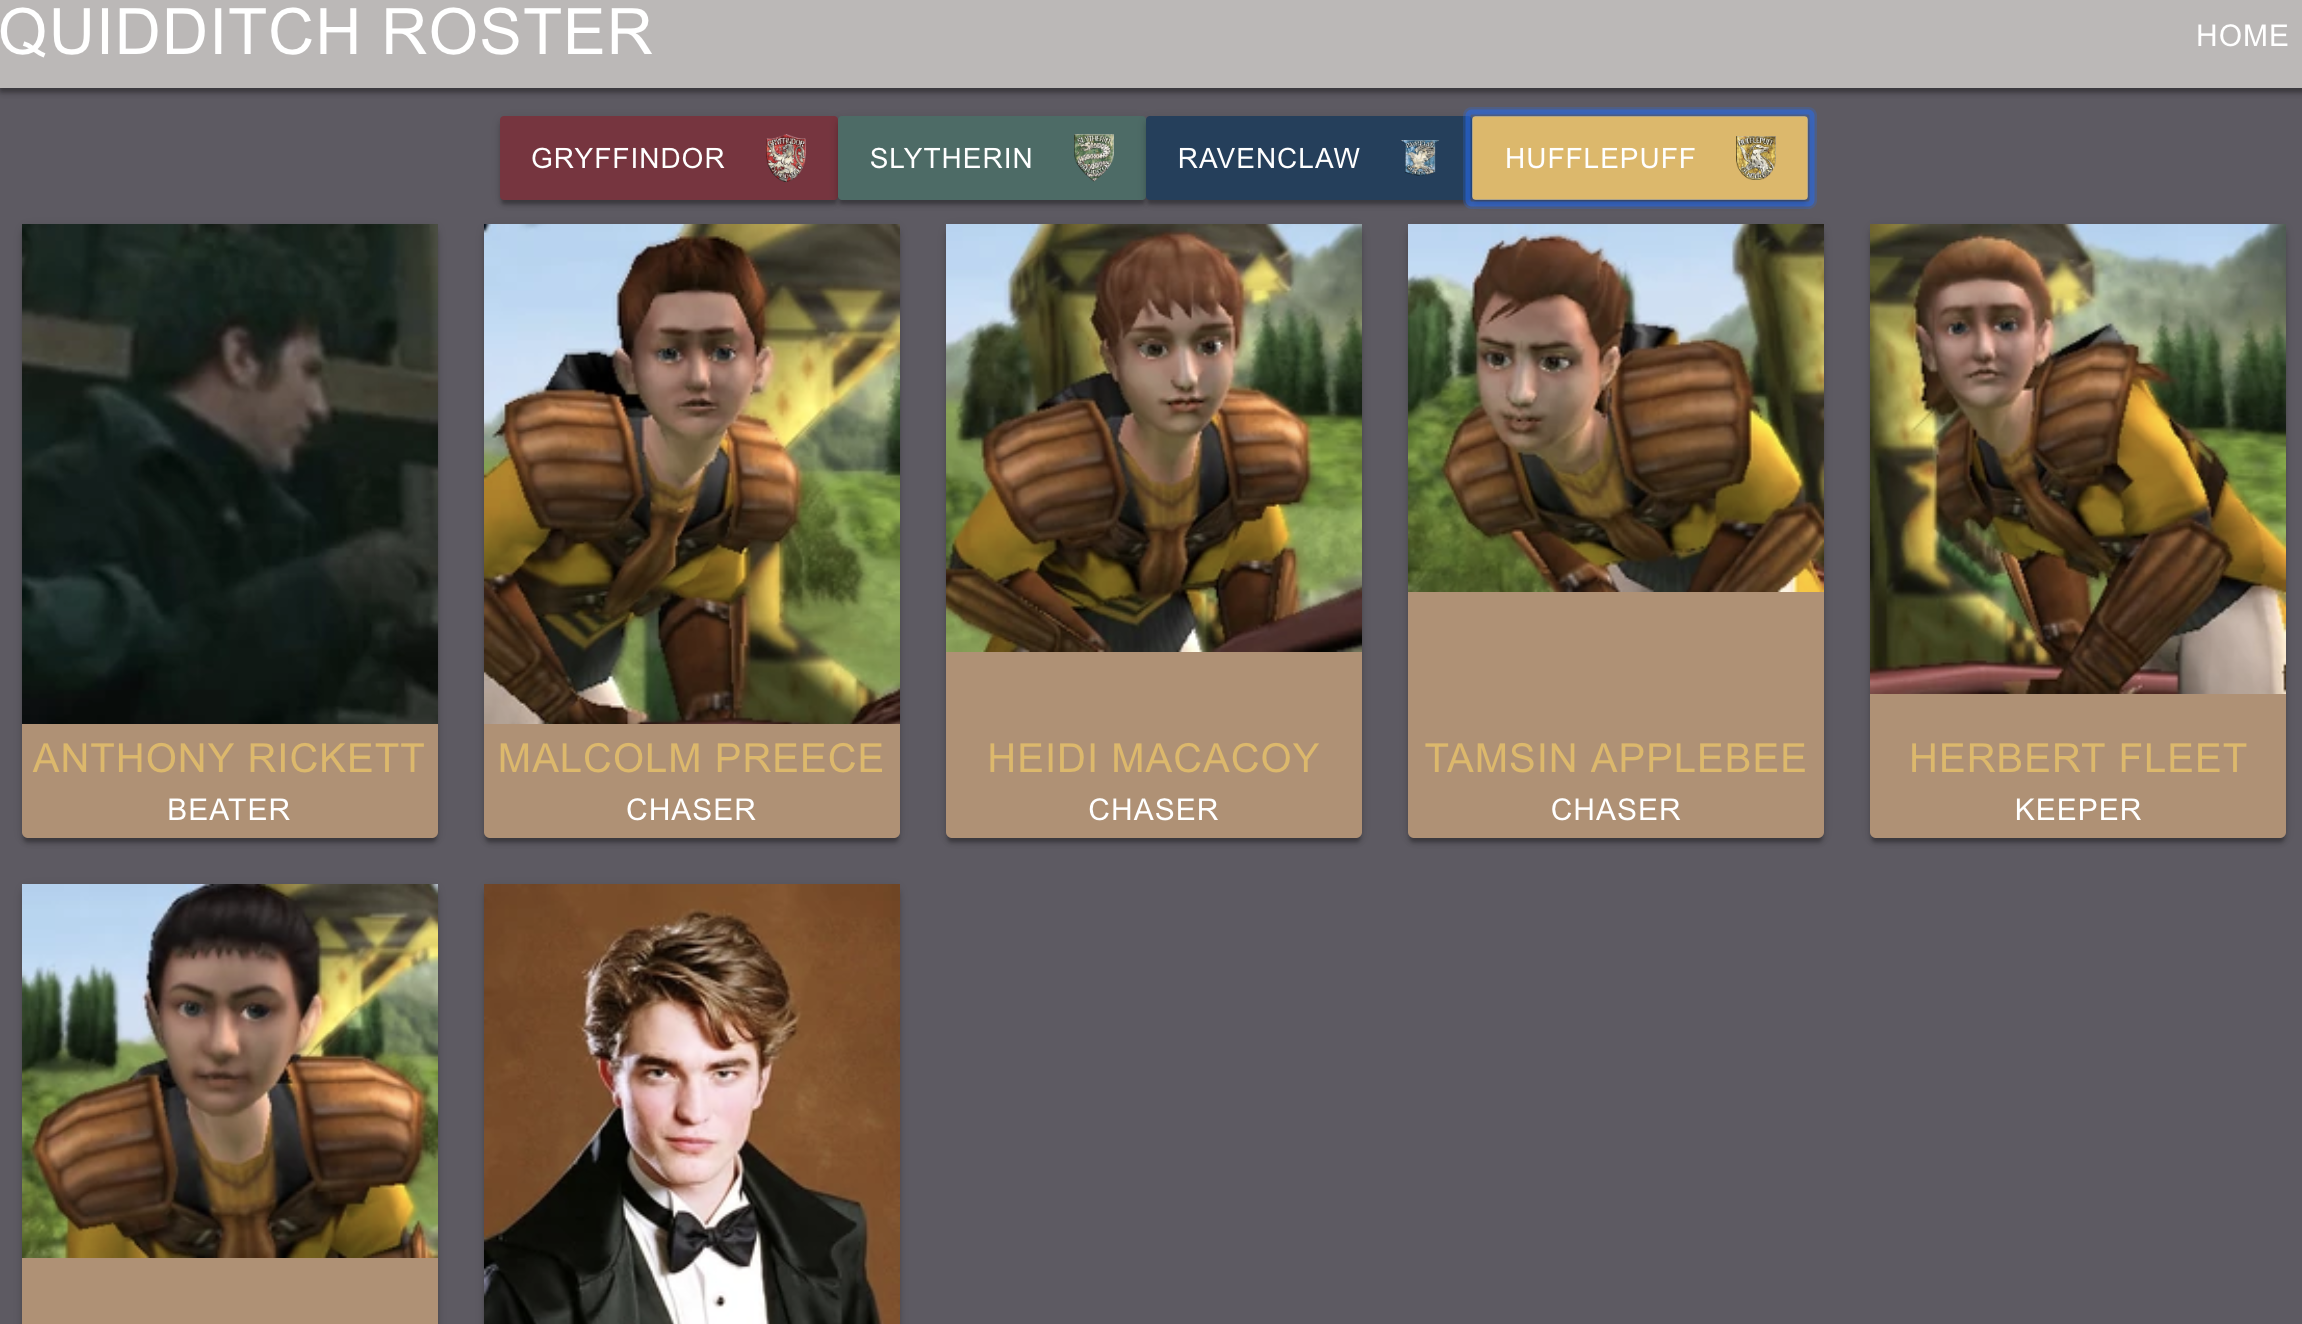 QUIDDITCH ROSTER
HOME
GRYFFINDOR
SLYTHERIN
RAVENCLAW
HUFFLEPUFF
ANTHONY RICKETT
BEATER
MALCOLM PREECE
CHASER
HEIDI MACACOY
CHASER
TAMSIN APPLEBEE
CHASER
HERBERT FLEET
KEEPER